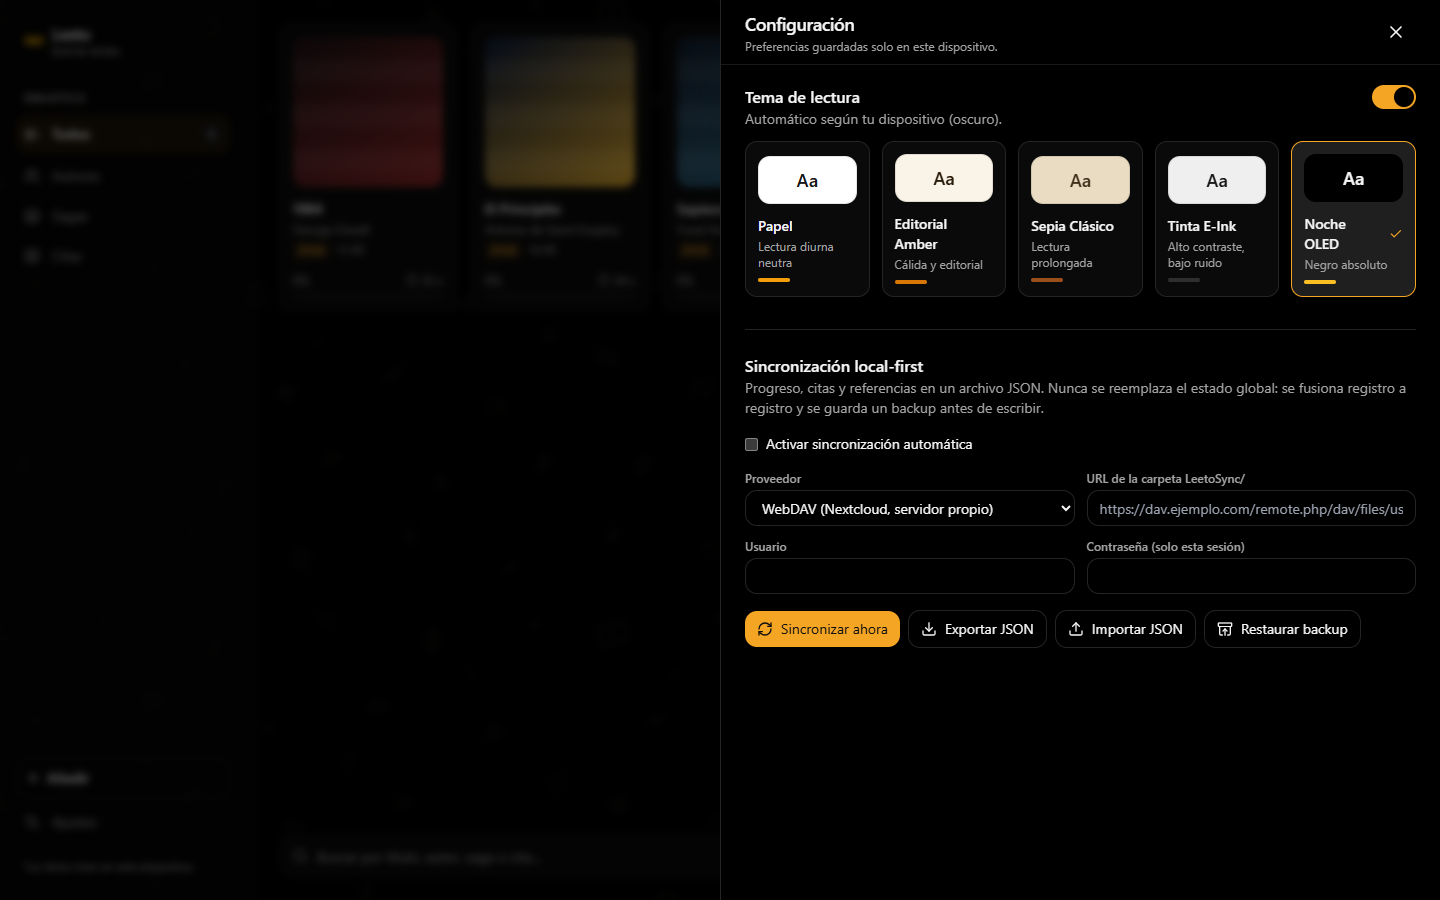 Configuración
Preferencias guardadas solo en este dispositivo.
Tema de lectura
Automático según tu dispositivo (oscuro).
Aa
Papel
Lectura diurna
neutra
Aa
Editorial
Amber
Cálida y editorial
Aa
Sepia Clásico
Lectura
prolongada
Aa
Tinta E-Ink
Alto contraste,
bajo ruido
Aa
Noche
OLED
Negro absoluto
Sincronización local-first
Progreso, citas y referencias en un archivo JSON. Nunca se reemplaza el estado global: se fusiona registro a
registro y se guarda un backup antes de escribir.
Activar sincronización automática
Proveedor
WebDAV (Nextcloud, servidor propio)
URL de la carpeta LeetoSync/
https://dav.ejemplo.com/remote.php/dav/files/us
Usuario
Contraseña (solo esta sesión)
Sincronizar ahora
Exportar JSON
Importar JSON
Restaurar backup